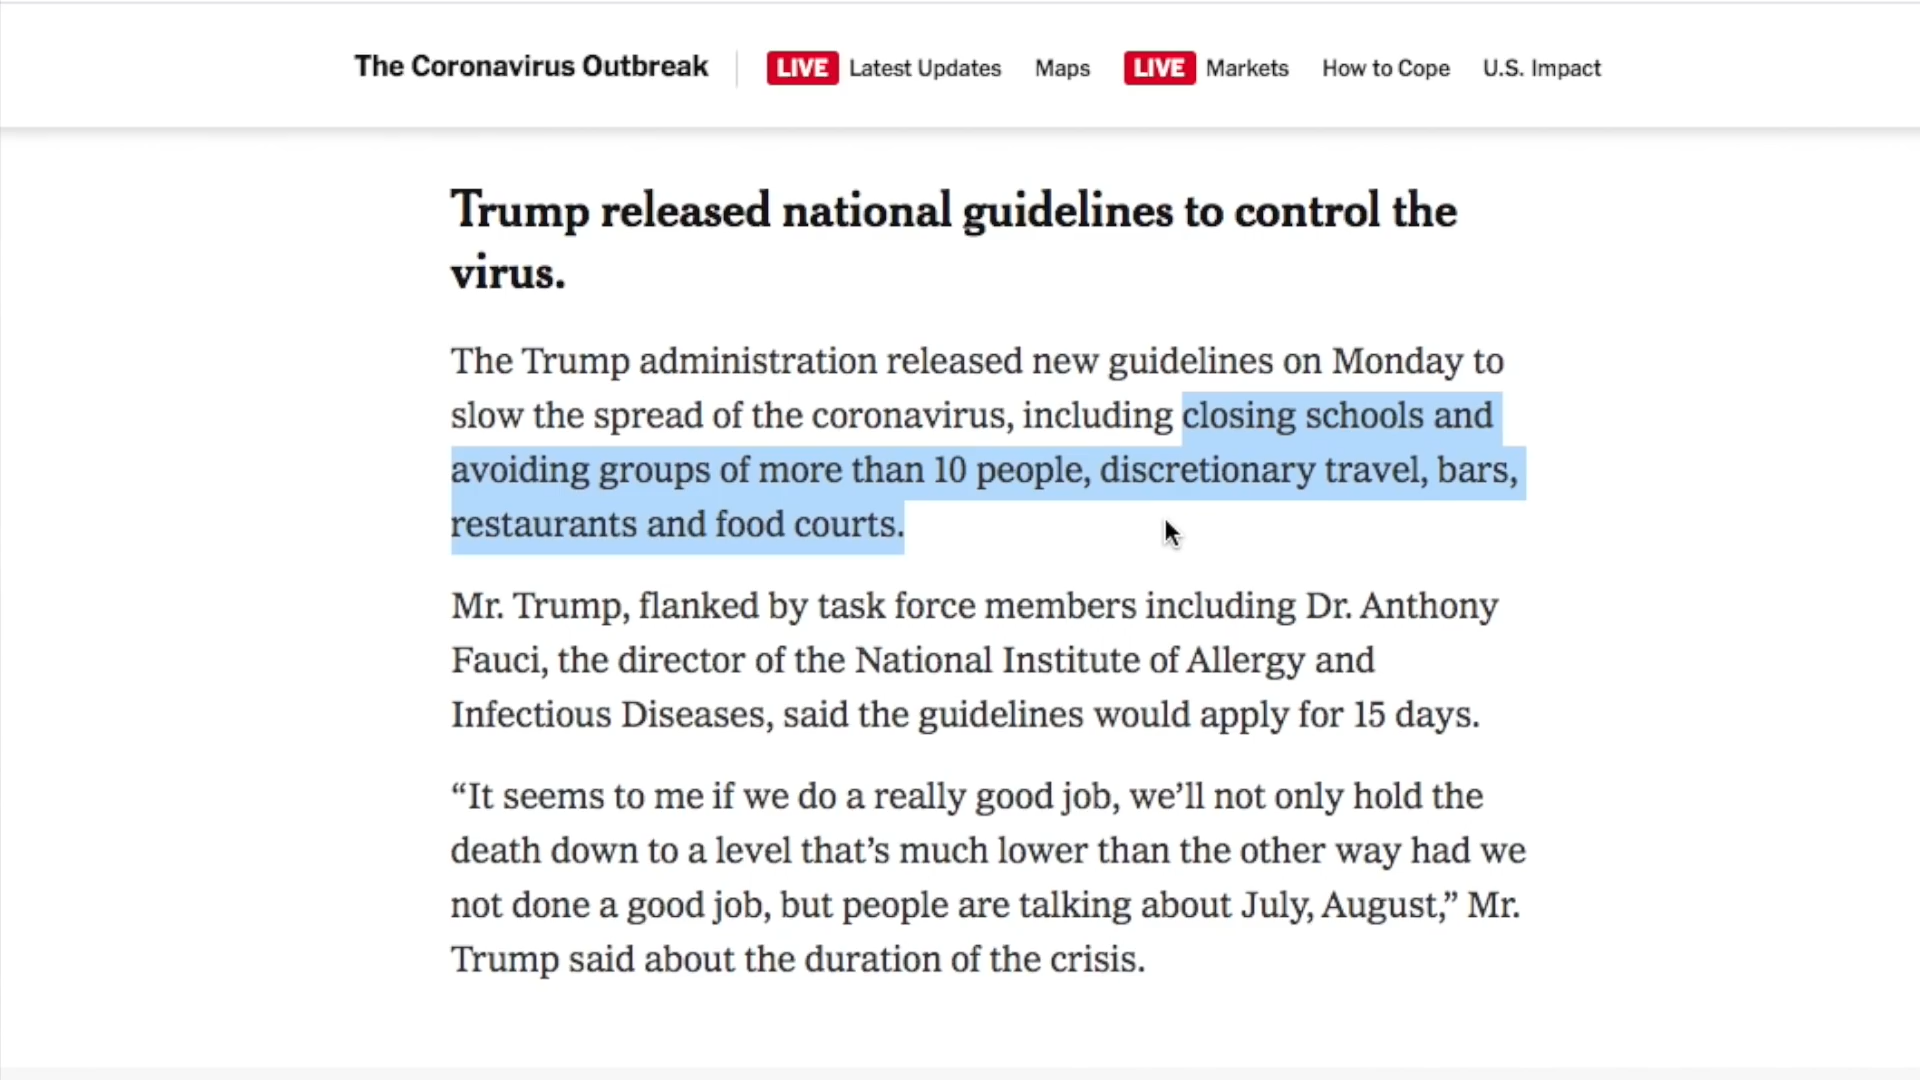 The Coronavirus Outbreak LIVE Latest Updates Maps LIVE Markets How to Cope U.S. Impact
Trump released national guidelines to control the
virus.
The Trump administration released new guidelines on Monday to
slow the spread of the coronavirus, including closing schools and
avoiding groups of more than 10 people, discretionary travel, bars,
restaurants and food courts.
Mr. Trump, flanked by task force members including Dr. Anthony
Fauci, the director of the National Institute of Allergy and
Infectious Diseases, said the guidelines would apply for 15 days.
“It seems to me if we do a really good job, we’ll not only hold the
death down to a level that’s much lower than the other way had we
not done a good job, but people are talking about July, August,” Mr.
Trump said about the duration of the crisis.